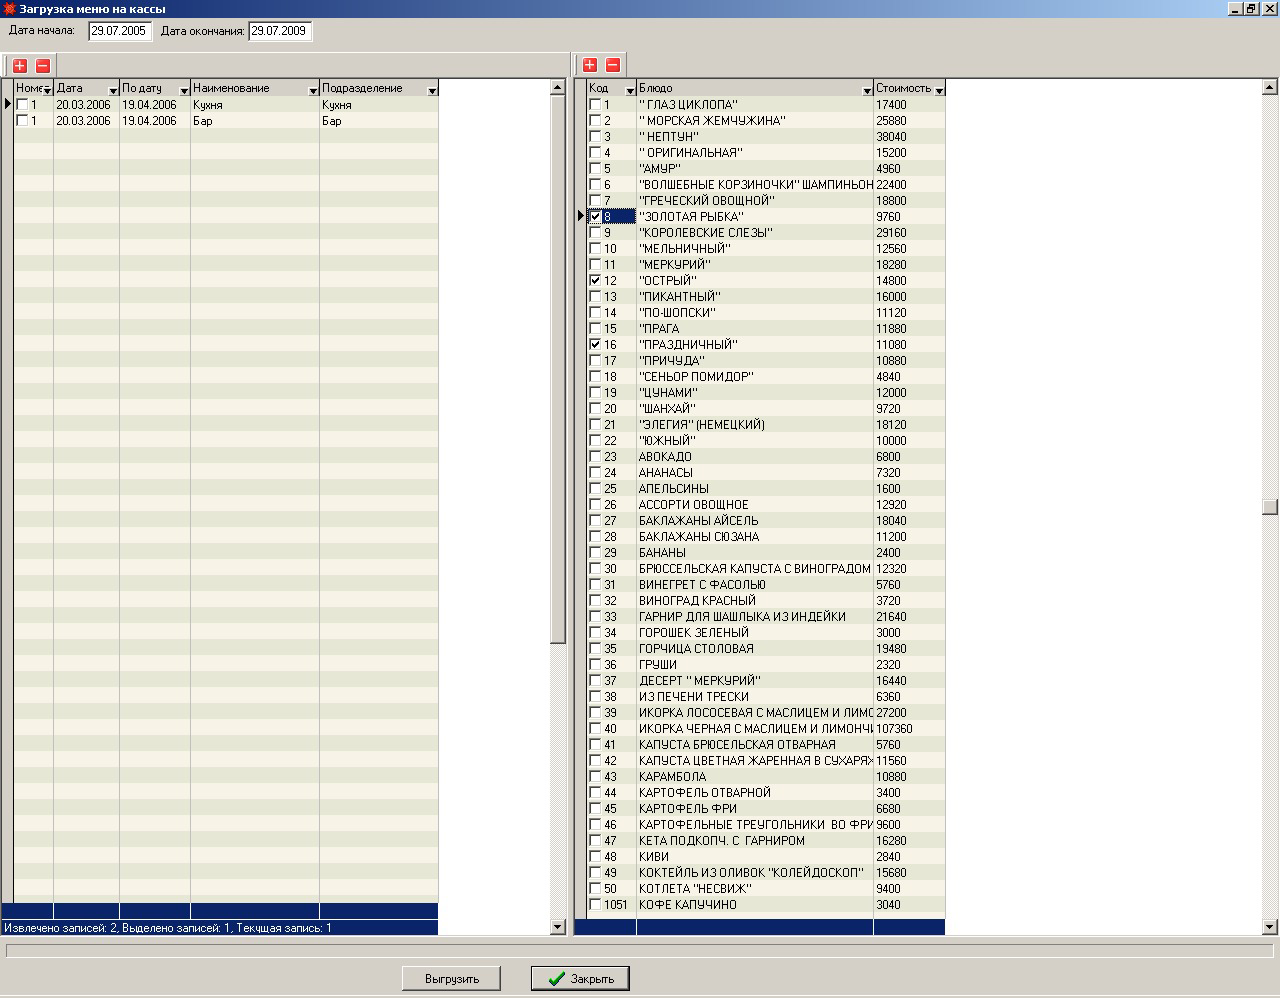 Загрузка меню на кассы
Дата начала: 29.07.2005 Дата окончания: 29.07.2009
Номе Дата По дату Наименование Подразделение
1 20.03.2006 19.04.2006 Кухня Кухня
1 20.03.2006 19.04.2006 Бар Бар
Извлечено записей: 2, Выделено записей: 1, Текущая запись: 1
Код Блюдо Стоимость
1 " ГЛАЗ ЦИКЛОПА" 17400
2 " МОРСКАЯ ЖЕМЧУЖИНА" 25880
3 " НЕПТУН" 38040
4 " ОРИГИНАЛЬНАЯ" 15200
5 "АМУР" 4960
6 "ВОЛШЕБНЫЕ КОРЗИНОЧКИ" ШАМПИНЬОН 22400
7 "ГРЕЧЕСКИЙ ОВОЩНОЙ" 18800
8 "ЗОЛОТАЯ РЫБКА" 9760
9 "КОРОЛЕВСКИЕ СЛЕЗЫ" 29160
10 "МЕЛЬНИЧНЫЙ" 12560
11 "МЕРКУРИЙ" 18280
12 "ОСТРЫЙ" 14800
13 "ПИКАНТНЫЙ" 16000
14 "ПО-ШОПСКИ" 11120
15 "ПРАГА 11880
16 "ПРАЗДНИЧНЫЙ" 11080
17 "ПРИЧУДА" 10880
18 "СЕНЬОР ПОМИДОР" 4840
19 "ЦУНАМИ" 12000
20 "ШАНХАЙ" 9720
21 "ЭЛЕГИЯ" (НЕМЕЦКИЙ) 18120
22 "ЮЖНЫЙ" 10000
23 АВОКАДО 6800
24 АНАНАСЫ 7320
25 АПЕЛЬСИНЫ 1600
26 АССОРТИ ОВОЩНОЕ 12920
27 БАКЛАЖАНЫ АЙСЕЛЬ 18040
28 БАКЛАЖАНЫ СЮЗАНА 11200
29 БАНАНЫ 2400
30 БРЮССЕЛЬСКАЯ КАПУСТА С ВИНОГРАДОМ 12320
31 ВИНЕГРЕТ С ФАСОЛЬЮ 5760
32 ВИНОГРАД КРАСНЫЙ 3720
33 ГАРНИР ДЛЯ ШАШЛЫКА ИЗ ИНДЕЙКИ 21640
34 ГОРОШЕК ЗЕЛЕНЫЙ 3000
35 ГОРЧИЦА СТОЛОВАЯ 19480
36 ГРУШИ 2320
37 ДЕСЕРТ " МЕРКУРИЙ" 16440
38 ИЗ ПЕЧЕНИ ТРЕСКИ 6360
39 ИКОРКА ЛОСОСЕВАЯ С МАСЛИЦЕМ И ЛИМО 27200
40 ИКОРКА ЧЕРНАЯ С МАСЛИЦЕМ И ЛИМОНЧИ 107360
41 КАПУСТА БРЮСЕЛЬСКАЯ ОТВАРНАЯ 5760
42 КАПУСТА ЦВЕТНАЯ ЖАРЕННАЯ В СУХАРЯХ 11560
43 КАРАМБОЛА 10880
44 КАРТОФЕЛЬ ОТВАРНОЙ 3400
45 КАРТОФЕЛЬ ФРИ 6680
46 КАРТОФЕЛЬНЫЕ ТРЕУГОЛЬНИКИ ВО ФРИ 9600
47 КЕТА ПОДКОПЧ. С ГАРНИРОМ 16280
48 КИВИ 2840
49 КОКТЕЙЛЬ ИЗ ОЛИВОК "КОЛЕЙДОСКОП" 15680
50 КОТЛЕТА "НЕСВИЖ" 9400
1051 КОФЕ КАПУЧИНО 3040
Выгрузить Закрыть